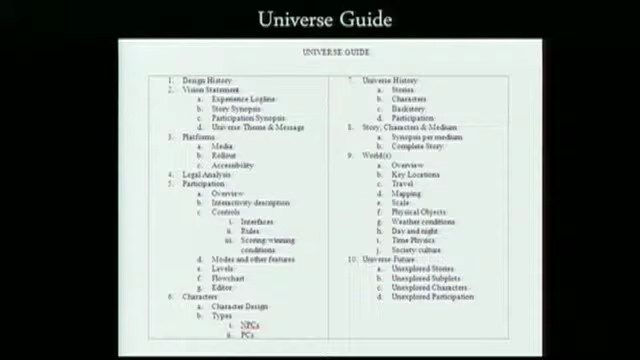 Universe Guide
UNIVERSE GUIDE
1. Design History
2. Vision Statement
a. Experience Logline
b. Story Synopsis
c. Participation Synopsis
d. Universe Theme & Message
3. Platforms
a. Media
b. Rollout
c. Accessibility
4. Legal Analysis
5. Participation
a. Overview
b. Interactivity description
c. Controls
i. Interfaces
ii. Rules
iii. Scoring/winning
conditions
d. Modes and other features
e. Levels
f. Flowchart
g. Editor
6. Characters
a. Character Design
b. Types
i. NPCs
ii. PCs
7. Universe History
a. Stories
b. Characters
c. Backstory
d. Participation
8. Story, Characters & Medium
a. Synopsis per medium
b. Complete Story
9. World(s)
a. Overview
b. Key Locations
c. Travel
d. Mapping
e. Scale
f. Physical Objects
g. Weather conditions
h. Day and night
i. Time Physics
j. Society/culture
10. Universe Future
a. Unexplored Stories
b. Unexplored Subplots
c. Unexplored Characters
d. Unexplored Participation